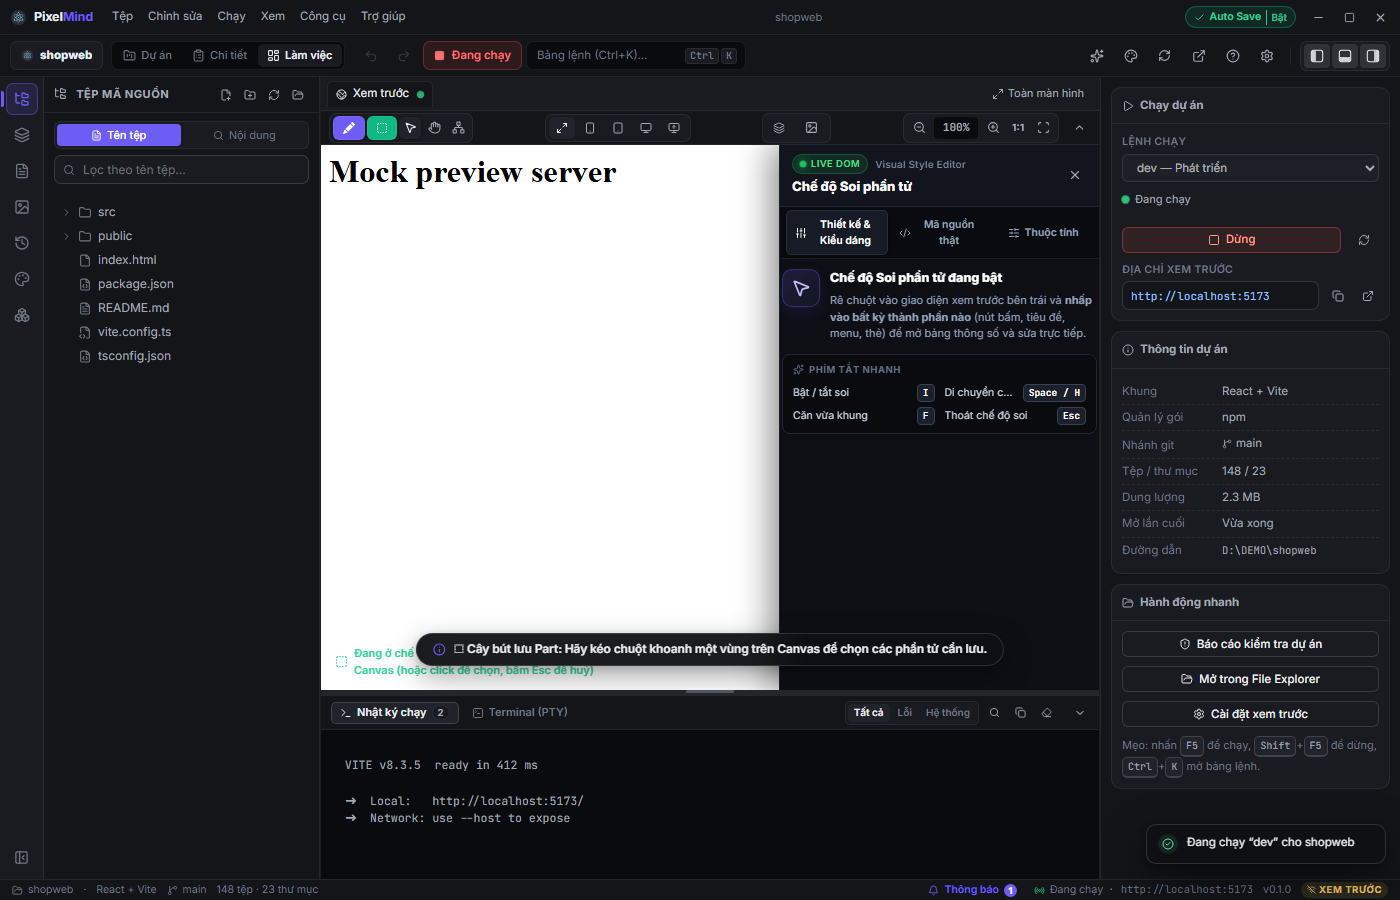 PixelMind
Tệp Chỉnh sửa Chạy Xem Công cụ Trợ giúp
shopweb
Auto Save Bật
shopweb
Dự án Chi tiết Làm việc
Đang chạy
Bảng lệnh (Ctrl+K)... Ctrl K
TỆP MÃ NGUỒN
Tên tệp Nội dung
Lọc theo tên tệp...
src
public
index.html
package.json
README.md
vite.config.ts
tsconfig.json
Xem trước
Toàn màn hình
100% 1:1
Mock preview server
LIVE DOM Visual Style Editor
Chế độ Soi phần tử
Thiết kế &
Kiểu dáng
Mã nguồn
thật
Thuộc tính
Chế độ Soi phần tử đang bật
Rê chuột vào giao diện xem trước bên trái và nhấp
vào bất kỳ thành phần nào (nút bấm, tiêu đề,
menu, thẻ) để mở bảng thông số và sửa trực tiếp.
PHÍM TẮT NHANH
Bật / tắt soi I Di chuyển c... Space / H
Căn vừa khung F Thoát chế độ soi Esc
Đang ở chế
Canvas (hoặc click để chọn, bấm Esc để huỷ)
Cây bút lưu Part: Hãy kéo chuột khoanh một vùng trên Canvas để chọn các phần tử cần lưu.
Nhật ký chạy 2 Terminal (PTY)
Tất cả Lỗi Hệ thống
VITE v8.3.5 ready in 412 ms
➜ Local: http://localhost:5173/
➜ Network: use --host to expose
Chạy dự án
LỆNH CHẠY
dev — Phát triển
Đang chạy
Dừng
ĐỊA CHỈ XEM TRƯỚC
http://localhost:5173
Thông tin dự án
Khung React + Vite
Quản lý gói npm
Nhánh git main
Tệp / thư mục 148 / 23
Dung lượng 2.3 MB
Mở lần cuối Vừa xong
Đường dẫn D:\DEMO\shopweb
Hành động nhanh
Báo cáo kiểm tra dự án
Mở trong File Explorer
Cài đặt xem trước
Mẹo: nhấn F5 để chạy, Shift + F5 để dừng,
Ctrl + K mở bảng lệnh.
Đang chạy “dev” cho shopweb
shopweb · React + Vite main 148 tệp · 23 thư mục
Thông báo 1 Đang chạy · http://localhost:5173 v0.1.0 XEM TRƯỚC